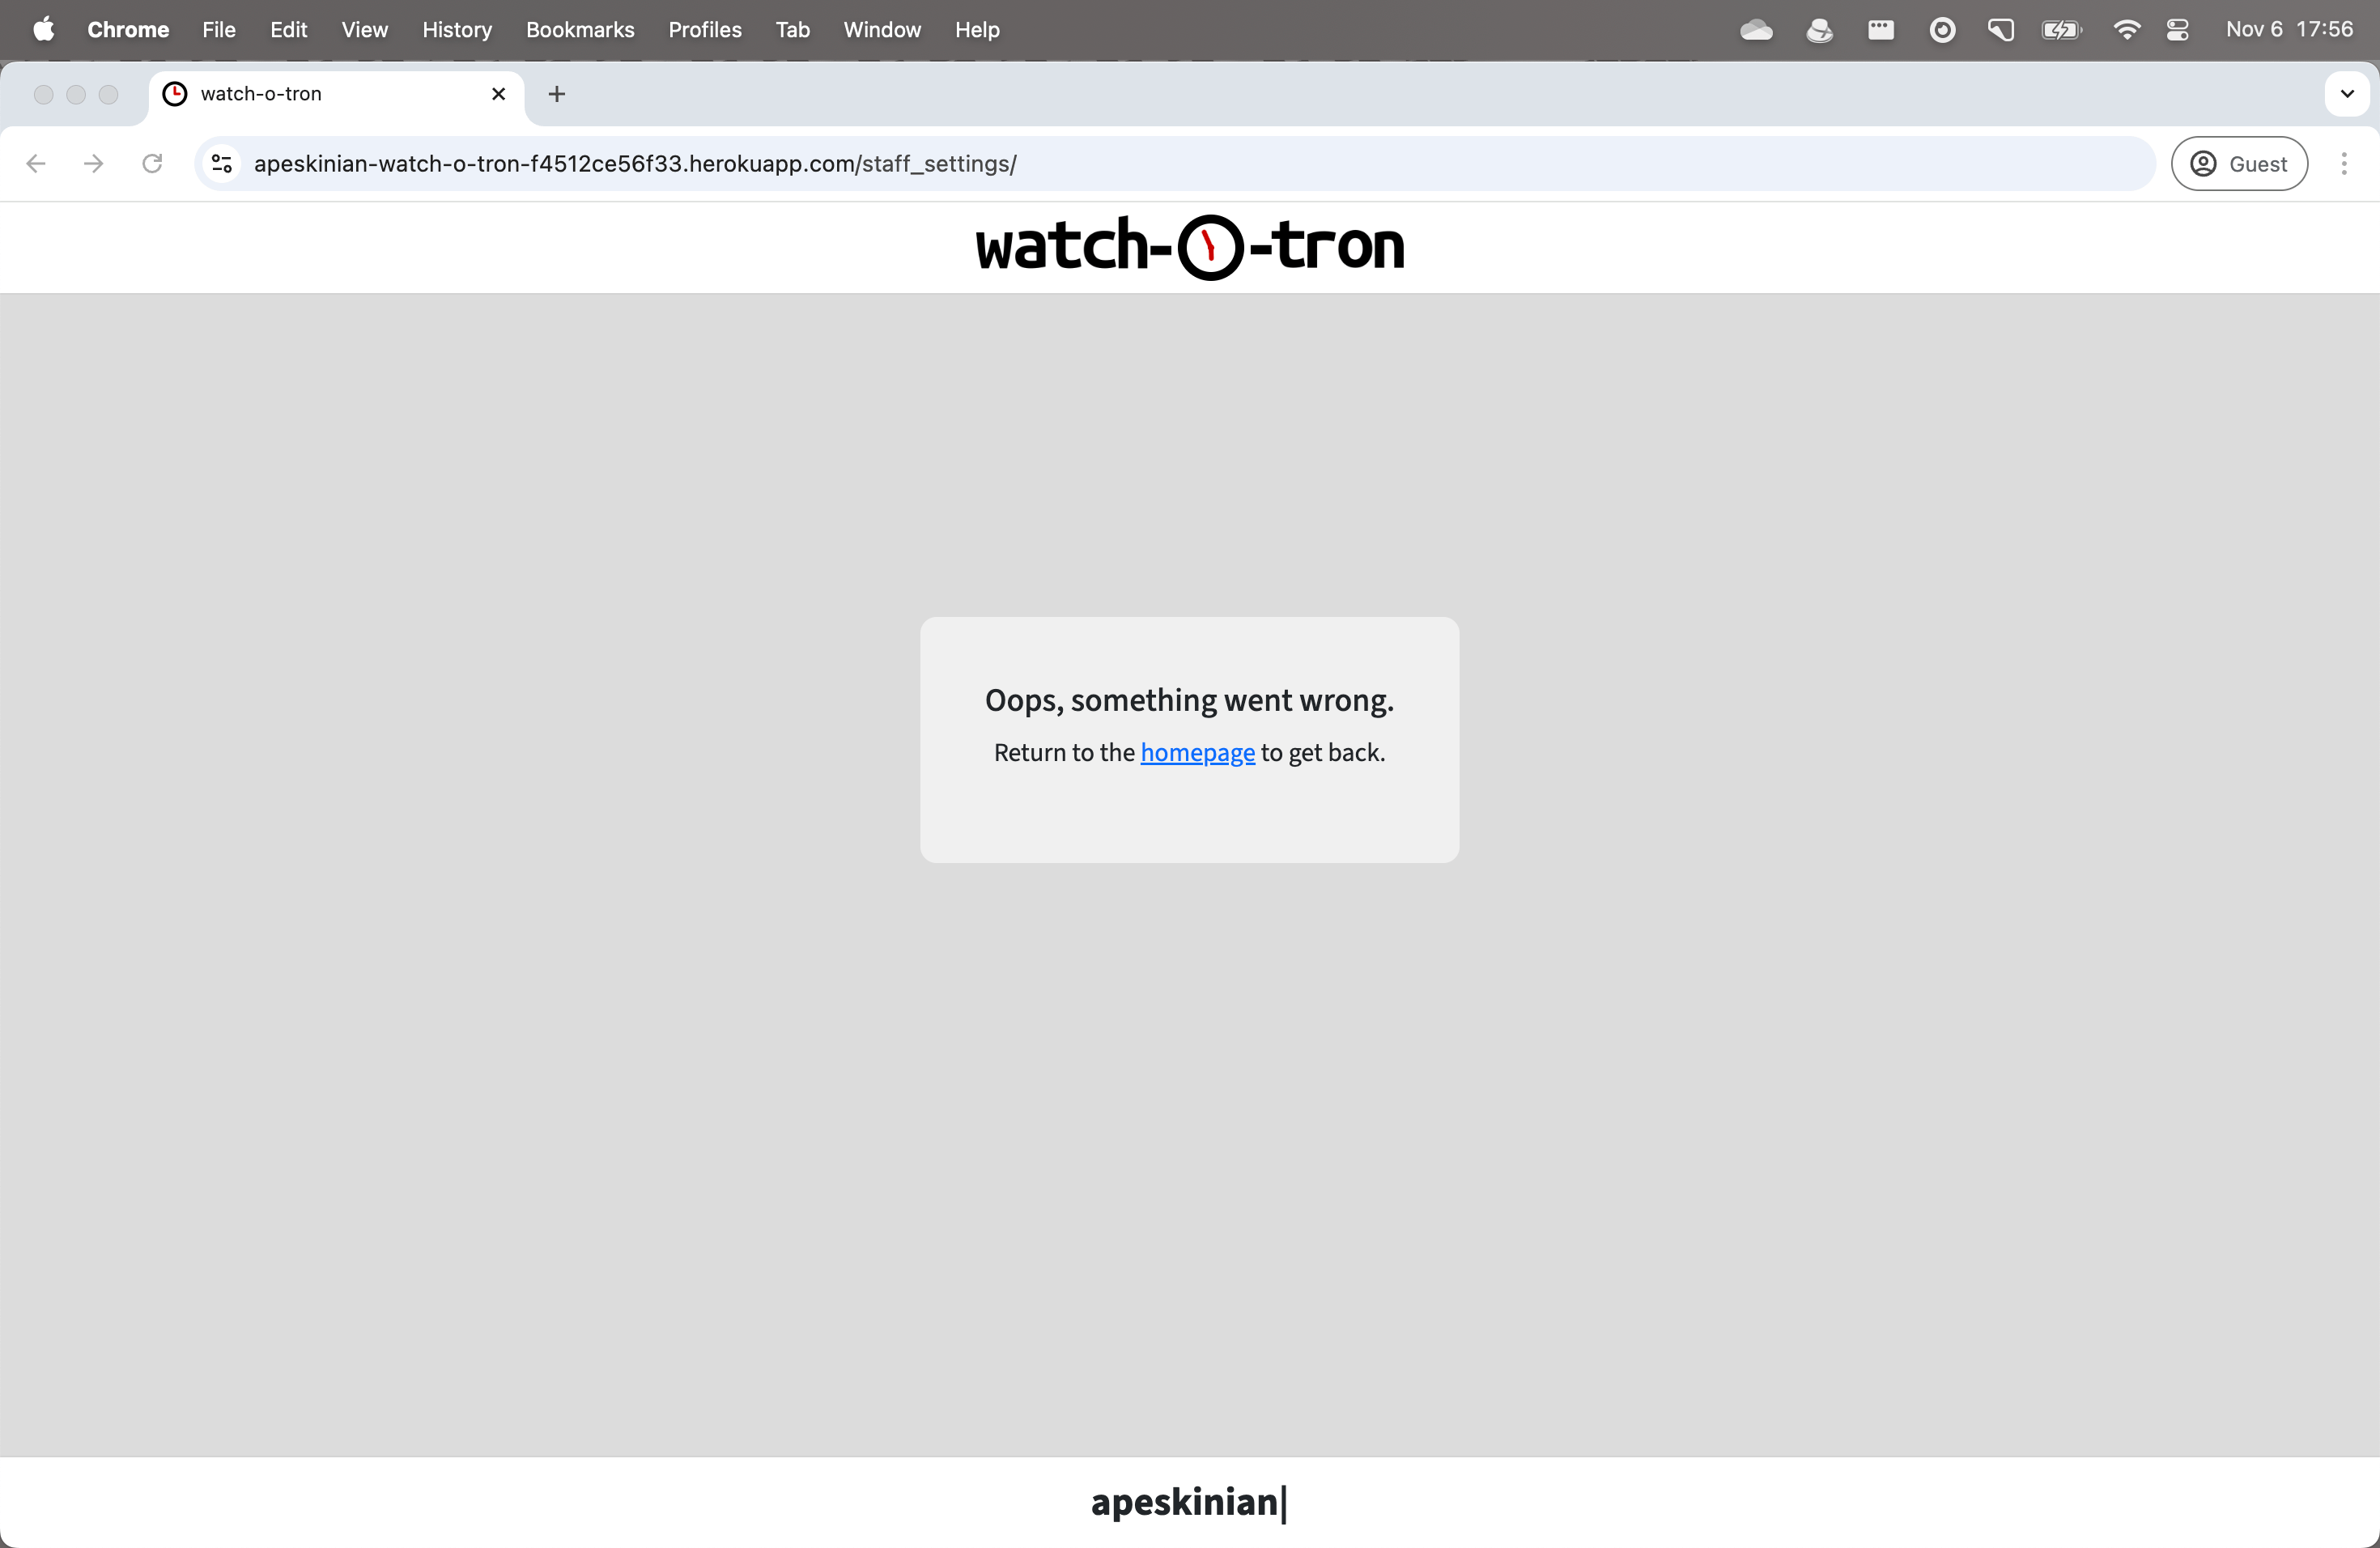 Chrome File Edit View History Bookmarks Profiles Tab Window Help Nov 6 17:56
watch-o-tron
apeskinian-watch-o-tron-f4512ce56f33.herokuapp.com/staff_settings/ Guest
watch-O-tron
Oops, something went wrong.
Return to the homepage to get back.
apeskinian|